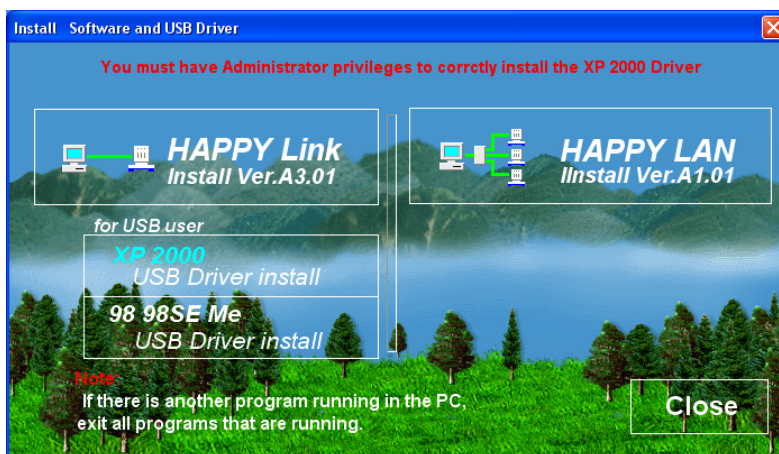 Install Software and USB Driver
You must have Administrator privileges to corrctly install the XP 2000 Driver
HAPPY Link
Install Ver.A3.01
HAPPY LAN
IInstall Ver.A1.01
for USB user
XP 2000
USB Driver install
98 98SE Me
USB Driver install
Note:
If there is another program running in the PC,
exit all programs that are running.
Close